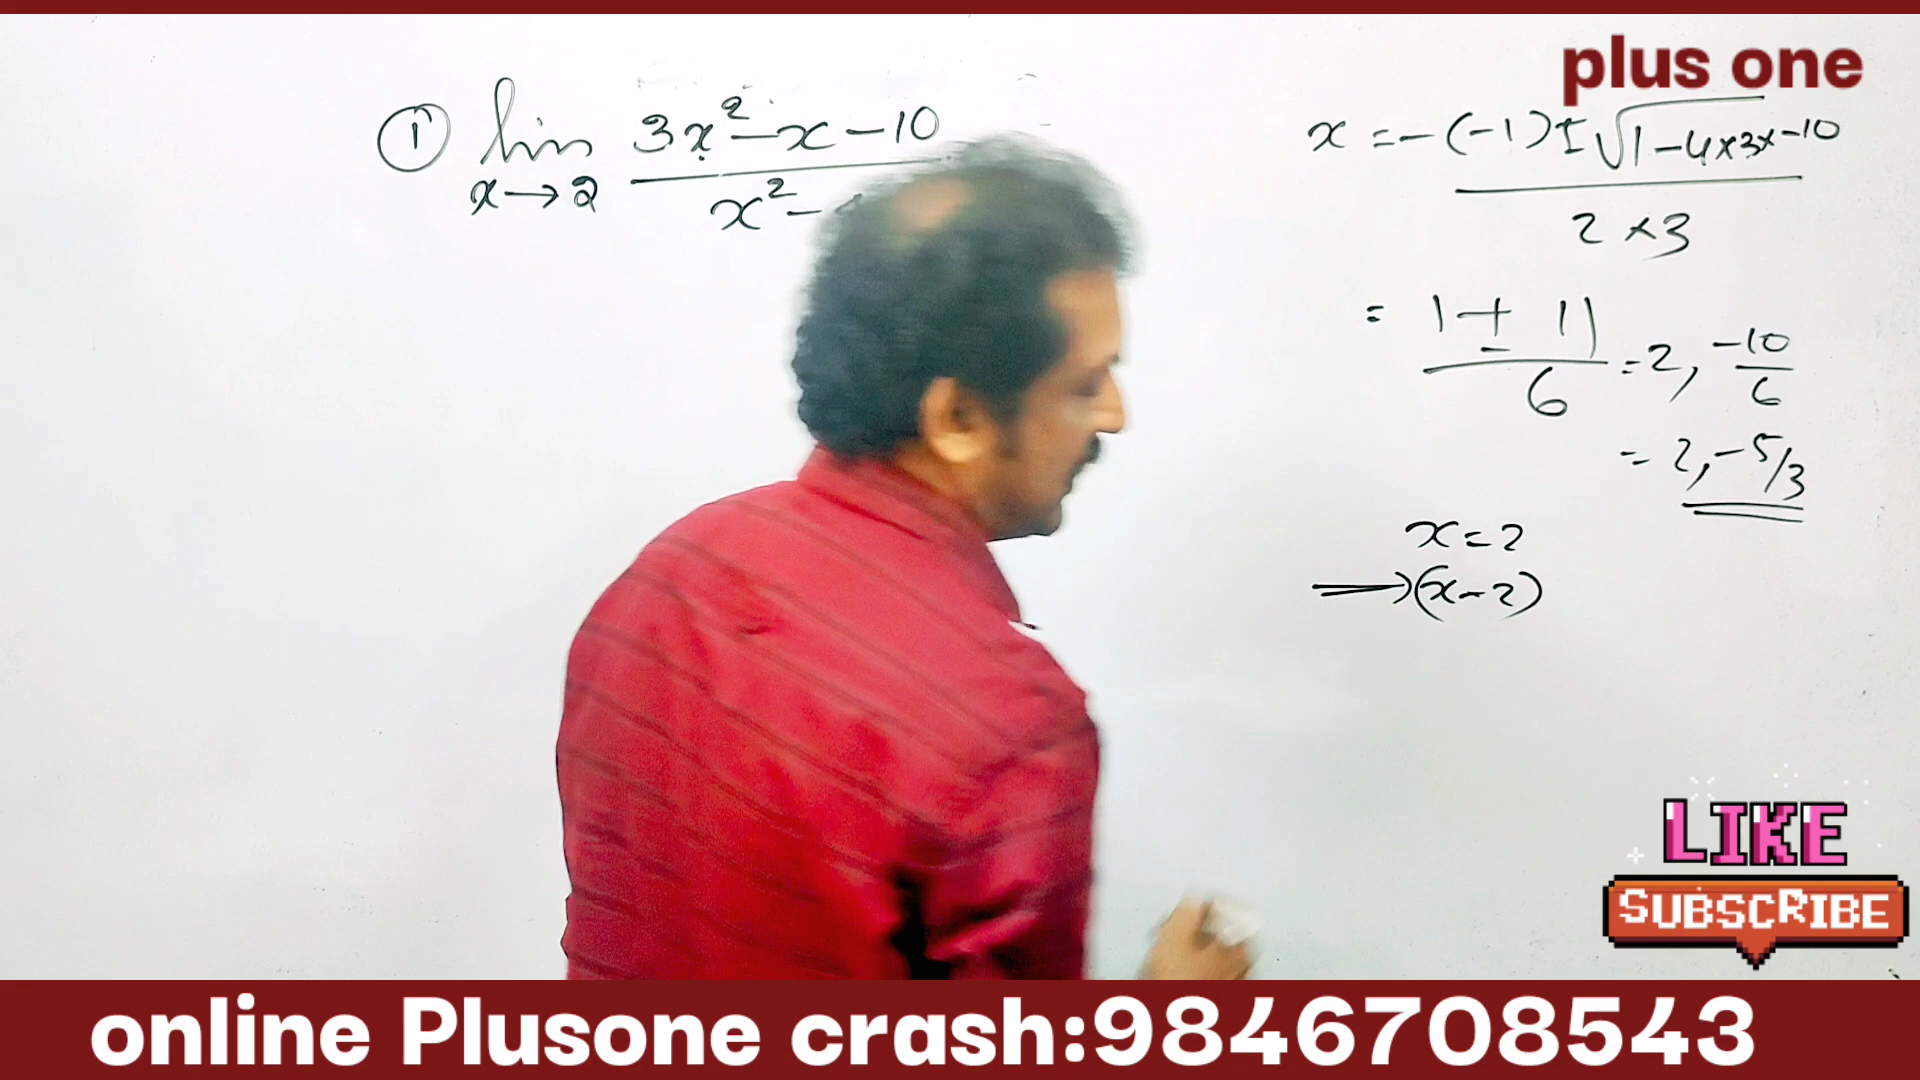 plus one
① lim 3x² - x - 10
x→2 x² -
x = -(-1) ± √1-4×3×-10
2 × 3
= 1 ± 11
6
= 2, -10
6
= 2, -5/3
x = 2
⟹ (x-2)
LIKE
SUBSCRIBE
online Plusone crash:9846708543